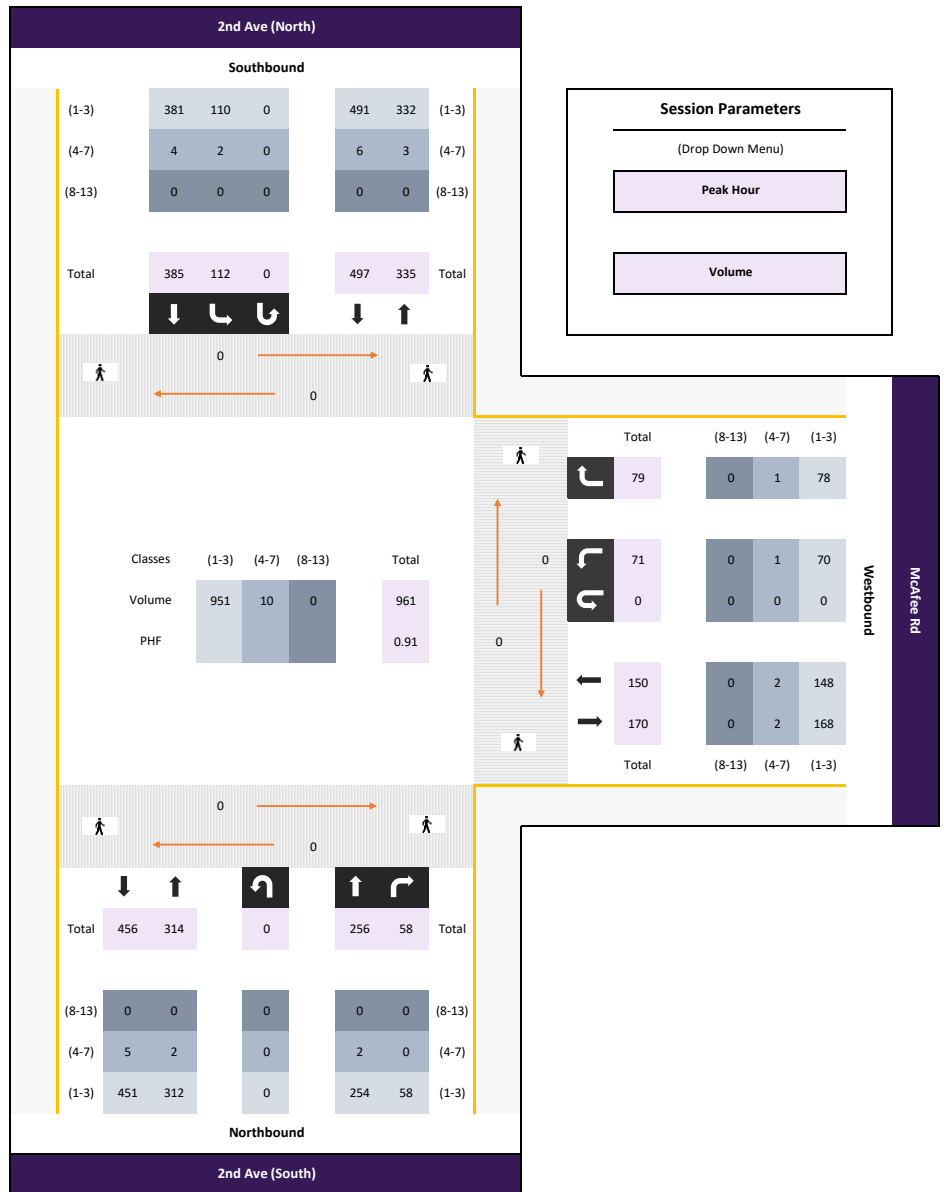 2nd Ave (North)
Southbound
(1-3) 381 110 0 491 332 (1-3)
(4-7) 4 2 0 6 3 (4-7)
(8-13) 0 0 0 0 0 (8-13)
Total 385 112 0 497 335 Total
0
0
Session Parameters
(Drop Down Menu)
Peak Hour
Volume
Total (8-13) (4-7) (1-3)
79 0 1 78
0 71 0 1 70
0 0 0 0
0
150 0 2 148
170 0 2 168
Total (8-13) (4-7) (1-3)
Westbound
McAfee Rd
Classes (1-3) (4-7) (8-13) Total
Volume 951 10 0 961
PHF 0.91
0
0
Total 456 314 0 256 58 Total
(8-13) 0 0 0 0 0 (8-13)
(4-7) 5 2 0 2 0 (4-7)
(1-3) 451 312 0 254 58 (1-3)
Northbound
2nd Ave (South)